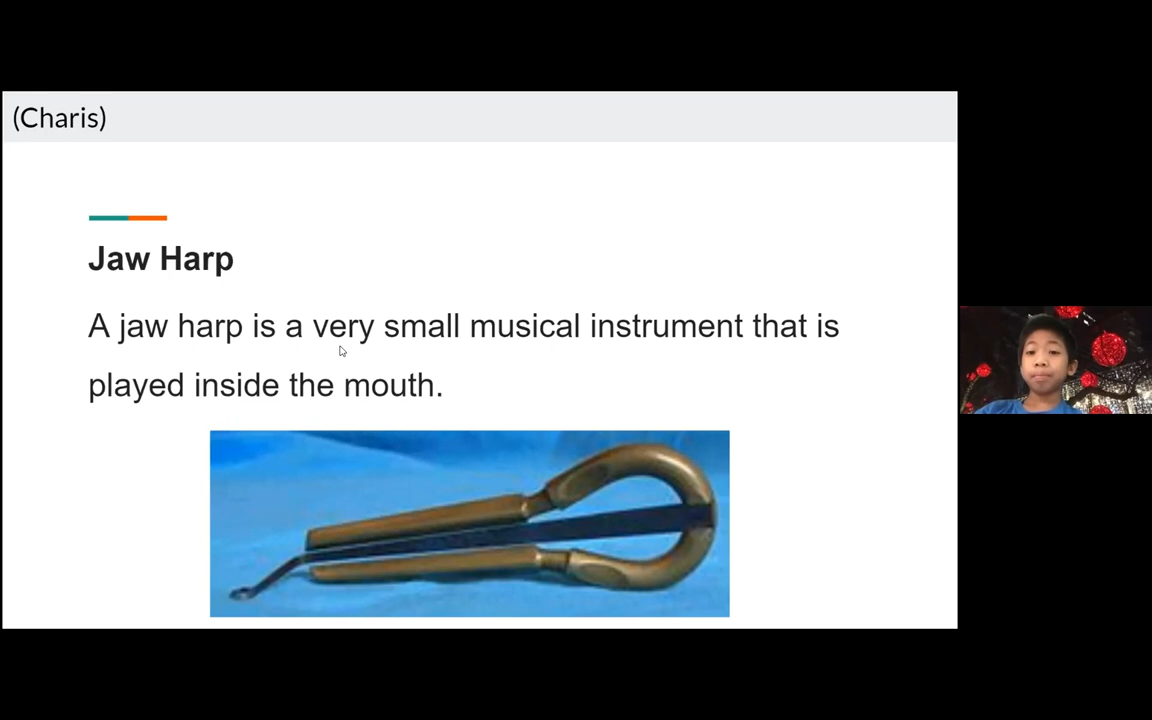 (Charis)
Jaw Harp
A jaw harp is a very small musical instrument that is
played inside the mouth.